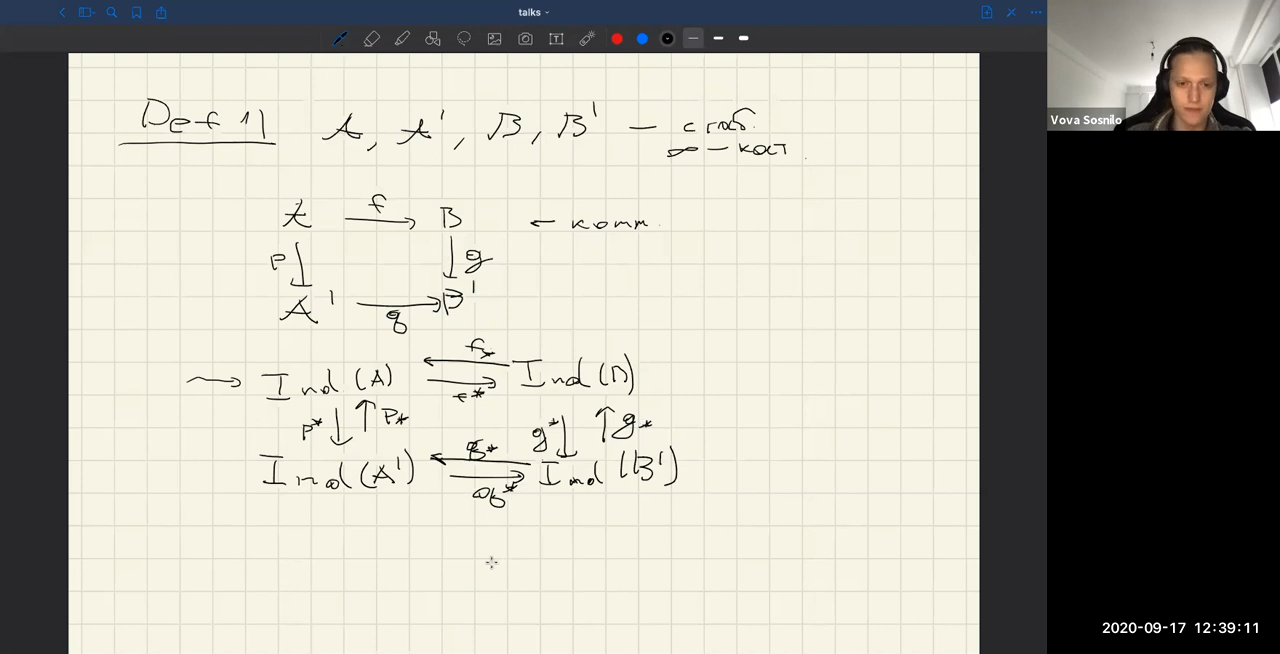 talks
Vova Sosnilo
Def 1) A, A', B, B' — стаб.
∞ - кат.
A f B ← комм.
p g
A' q B'
f*
Ind(A) Ind(B)
f*
p* p* g* g*
q*
Ind(A') Ind(B')
q*
2020-09-17 12:39:11